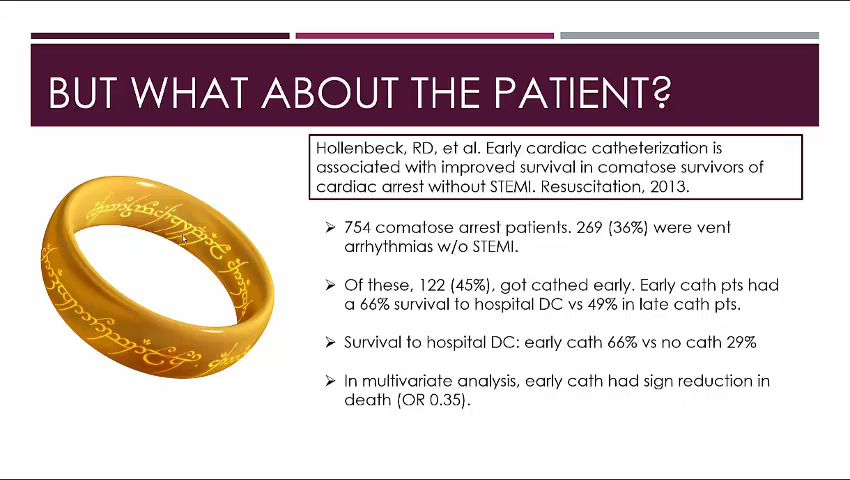 BUT WHAT ABOUT THE PATIENT?
Hollenbeck, RD, et al. Early cardiac catheterization is
associated with improved survival in comatose survivors of
cardiac arrest without STEMI. Resuscitation, 2013.
➢ 754 comatose arrest patients. 269 (36%) were vent
arrhythmias w/o STEMI.
➢ Of these, 122 (45%), got cathed early. Early cath pts had
a 66% survival to hospital DC vs 49% in late cath pts.
➢ Survival to hospital DC: early cath 66% vs no cath 29%
➢ In multivariate analysis, early cath had sign reduction in
death (OR 0.35).